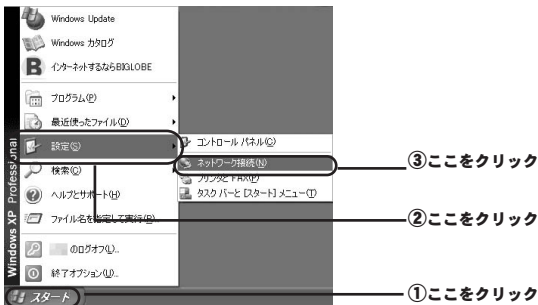 Windows Update
Windows カタログ
インターネットするならBIGLOBE
プログラム(P)
最近使ったファイル(D)
設定(S)
コントロール パネル(C)
ネットワーク接続(N)
③ここをクリック
検索(C)
プリンタと FAX(P)
ヘルプとサポート(H)
タスク バーと [スタート] メニュー(T)
②ここをクリック
ファイル名を指定して実行(R)...
のログオフ(L)...
終了オプション(U)...
Windows XP Professional
スタート
①ここをクリック